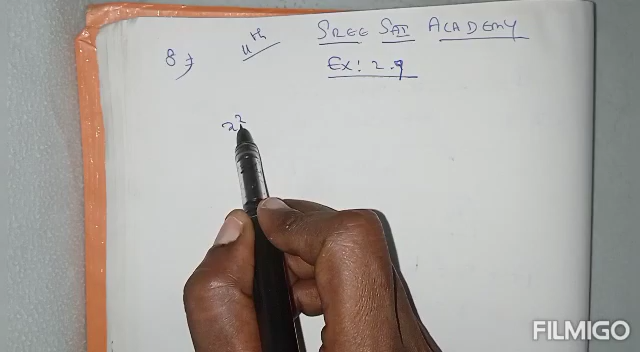 SREE SAI ACADEMY
11th
8)
Ex: 2.9
x²
FILMIGO